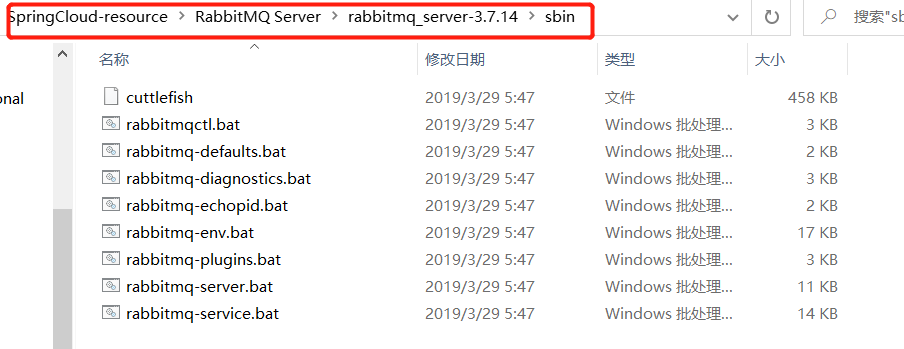 SpringCloud-resource > RabbitMQ Server > rabbitmq_server-3.7.14 > sbin 搜索"sb
名称 修改日期 类型 大小
onal
cuttlefish 2019/3/29 5:47 文件 458 KB
rabbitmqctl.bat 2019/3/29 5:47 Windows 批处理... 3 KB
rabbitmq-defaults.bat 2019/3/29 5:47 Windows 批处理... 2 KB
rabbitmq-diagnostics.bat 2019/3/29 5:47 Windows 批处理... 3 KB
rabbitmq-echopid.bat 2019/3/29 5:47 Windows 批处理... 2 KB
rabbitmq-env.bat 2019/3/29 5:47 Windows 批处理... 17 KB
rabbitmq-plugins.bat 2019/3/29 5:47 Windows 批处理... 3 KB
rabbitmq-server.bat 2019/3/29 5:47 Windows 批处理... 11 KB
rabbitmq-service.bat 2019/3/29 5:47 Windows 批处理... 14 KB